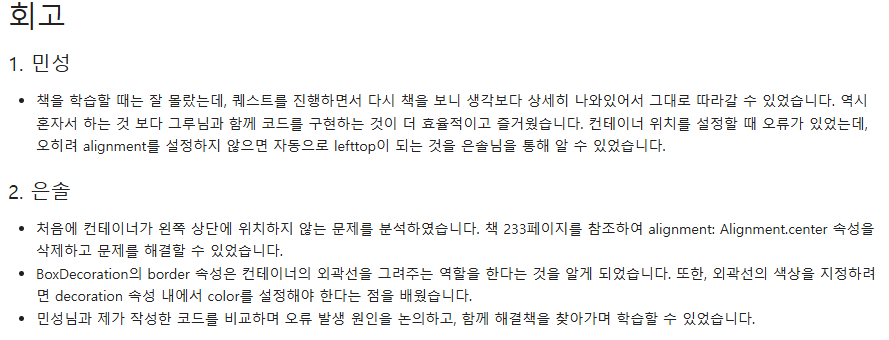 회고
1. 민성
• 책을 학습할 때는 잘 몰랐는데, 퀘스트를 진행하면서 다시 책을 보니 생각보다 상세히 나와있어서 그대로 따라갈 수 있었습니다. 역시
혼자서 하는 것 보다 그루님과 함께 코드를 구현하는 것이 더 효율적이고 즐거웠습니다. 컨테이너 위치를 설정할 때 오류가 있었는데,
오히려 alignment를 설정하지 않으면 자동으로 lefttop이 되는 것을 은솔님을 통해 알 수 있었습니다.
2. 은솔
• 처음에 컨테이너가 왼쪽 상단에 위치하지 않는 문제를 분석하였습니다. 책 233페이지를 참조하여 alignment: Alignment.center 속성을
삭제하고 문제를 해결할 수 있었습니다.
• BoxDecoration의 border 속성은 컨테이너의 외곽선을 그려주는 역할을 한다는 것을 알게 되었습니다. 또한, 외곽선의 색상을 지정하려
면 decoration 속성 내에서 color를 설정해야 한다는 점을 배웠습니다.
• 민성님과 제가 작성한 코드를 비교하며 오류 발생 원인을 논의하고, 함께 해결책을 찾아가며 학습할 수 있었습니다.